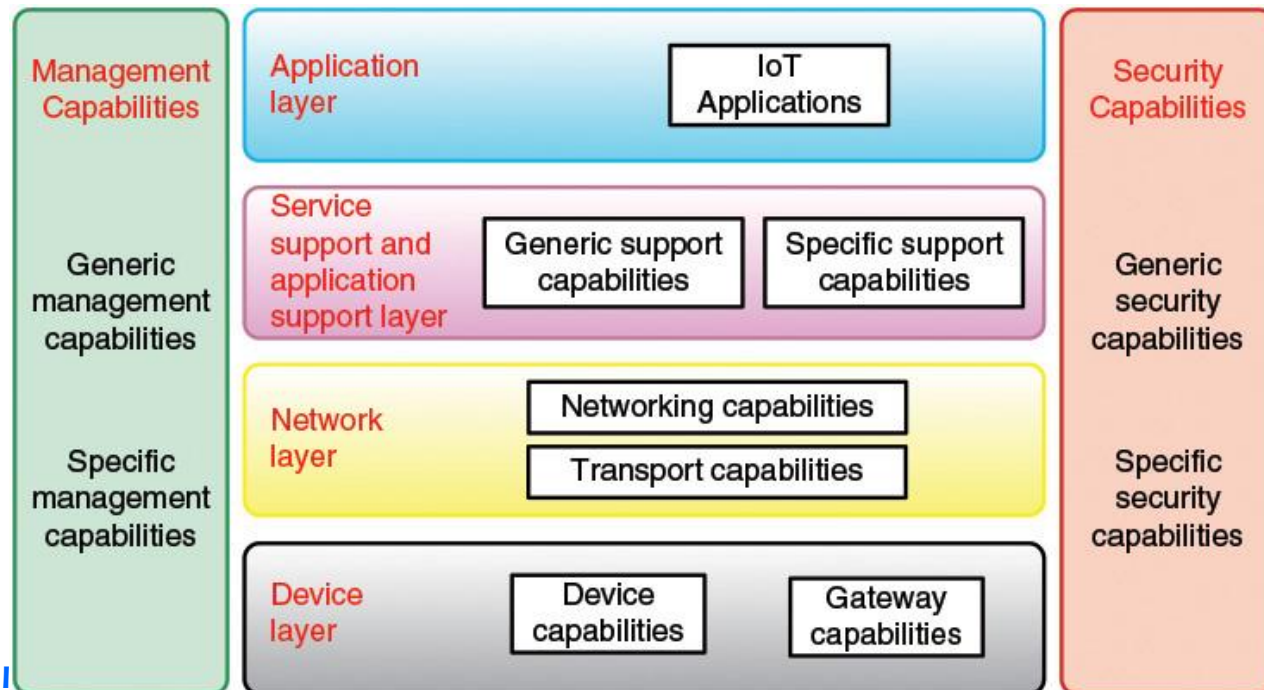 Management
Capabilities
Generic
management
capabilities
Specific
management
capabilities
Application
layer
IoT
Applications
Service
support and
application
support layer
Generic support
capabilities
Specific support
capabilities
Network
layer
Networking capabilities
Transport capabilities
Device
layer
Device
capabilities
Gateway
capabilities
Security
Capabilities
Generic
security
capabilities
Specific
security
capabilities